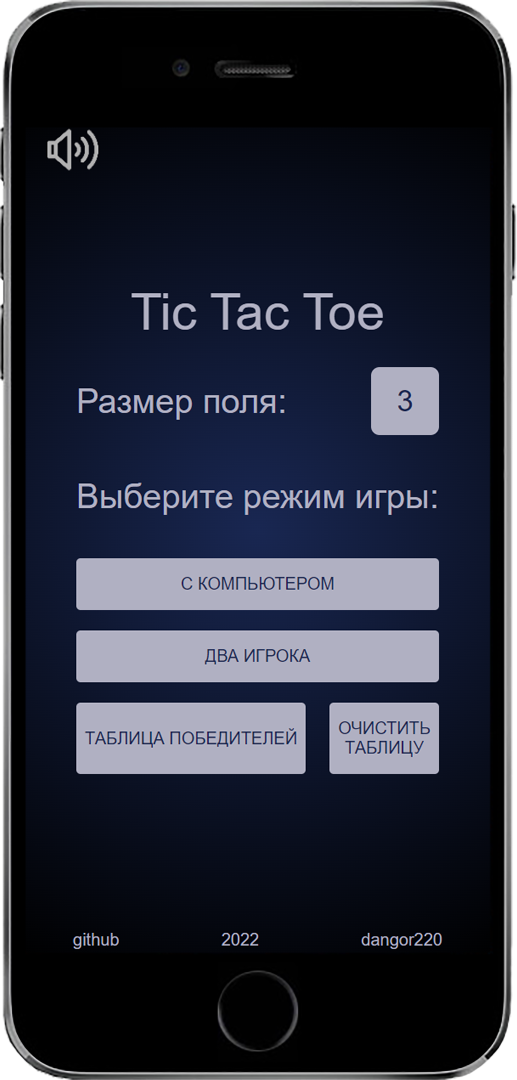 Tic Tac Toe
Размер поля:
3
Выберите режим игры:
С КОМПЬЮТЕРОМ
ДВА ИГРОКА
ТАБЛИЦА ПОБЕДИТЕЛЕЙ
ОЧИСТИТЬ
ТАБЛИЦУ
github
2022
dangor220